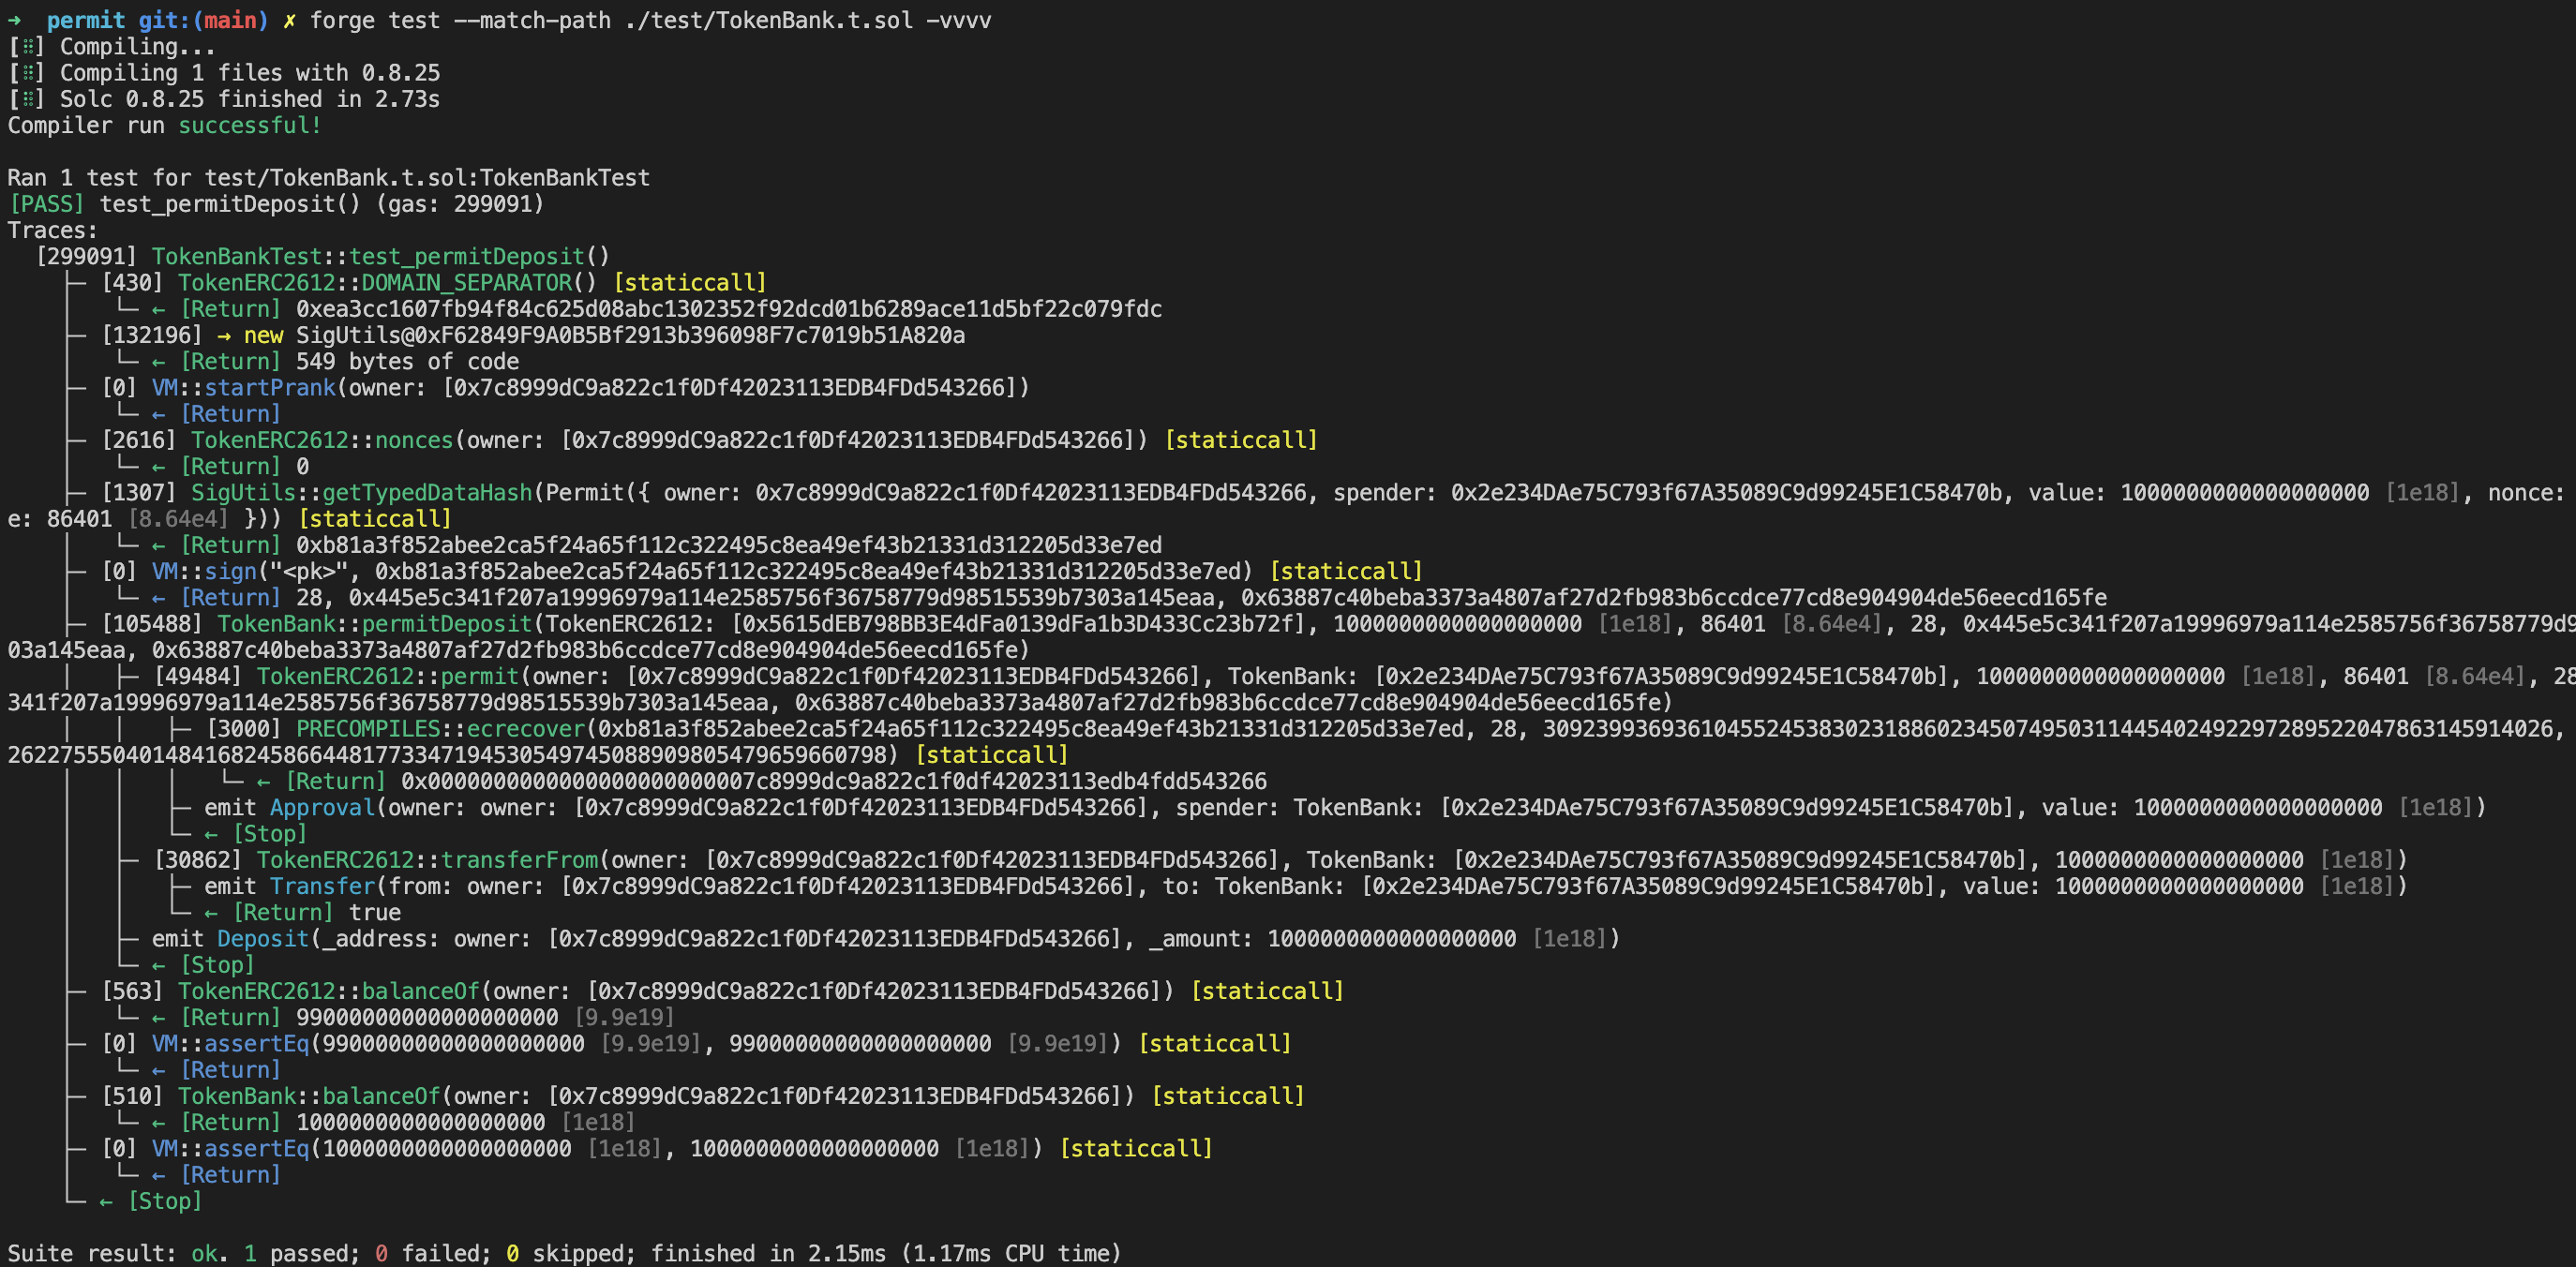 ➜  permit git:(main) ✗ forge test --match-path ./test/TokenBank.t.sol -vvvv
[⠿] Compiling...
[⠿] Compiling 1 files with 0.8.25
[⠿] Solc 0.8.25 finished in 2.73s
Compiler run successful!

Ran 1 test for test/TokenBank.t.sol:TokenBankTest
[PASS] test_permitDeposit() (gas: 299091)
Traces:
  [299091] TokenBankTest::test_permitDeposit()
    ├─ [430] TokenERC2612::DOMAIN_SEPARATOR() [staticcall]
    │   └─ ← [Return] 0xea3cc1607fb94f84c625d08abc1302352f92dcd01b6289ace11d5bf22c079fdc
    ├─ [132196] → new SigUtils@0xF62849F9A0B5Bf2913b396098F7c7019b51A820a
    │   └─ ← [Return] 549 bytes of code
    ├─ [0] VM::startPrank(owner: [0x7c8999dC9a822c1f0Df42023113EDB4FDd543266])
    │   └─ ← [Return]
    ├─ [2616] TokenERC2612::nonces(owner: [0x7c8999dC9a822c1f0Df42023113EDB4FDd543266]) [staticcall]
    │   └─ ← [Return] 0
    ├─ [1307] SigUtils::getTypedDataHash(Permit({ owner: 0x7c8999dC9a822c1f0Df42023113EDB4FDd543266, spender: 0x2e234DAe75C793f67A35089C9d99245E1C58470b, value: 1000000000000000000 [1e18], nonce:
e: 86401 [8.64e4] })) [staticcall]
    │   └─ ← [Return] 0xb81a3f852abee2ca5f24a65f112c322495c8ea49ef43b21331d312205d33e7ed
    ├─ [0] VM::sign("<pk>", 0xb81a3f852abee2ca5f24a65f112c322495c8ea49ef43b21331d312205d33e7ed) [staticcall]
    │   └─ ← [Return] 28, 0x445e5c341f207a19996979a114e2585756f36758779d98515539b7303a145eaa, 0x63887c40beba3373a4807af27d2fb983b6ccdce77cd8e904904de56eecd165fe
    ├─ [105488] TokenBank::permitDeposit(TokenERC2612: [0x5615dEB798BB3E4dFa0139dFa1b3D433Cc23b72f], 1000000000000000000 [1e18], 86401 [8.64e4], 28, 0x445e5c341f207a19996979a114e2585756f36758779d9
03a145eaa, 0x63887c40beba3373a4807af27d2fb983b6ccdce77cd8e904904de56eecd165fe)
    │   ├─ [49484] TokenERC2612::permit(owner: [0x7c8999dC9a822c1f0Df42023113EDB4FDd543266], TokenBank: [0x2e234DAe75C793f67A35089C9d99245E1C58470b], 1000000000000000000 [1e18], 86401 [8.64e4], 28
341f207a19996979a114e2585756f36758779d98515539b7303a145eaa, 0x63887c40beba3373a4807af27d2fb983b6ccdce77cd8e904904de56eecd165fe)
    │   │   ├─ [3000] PRECOMPILES::ecrecover(0xb81a3f852abee2ca5f24a65f112c322495c8ea49ef43b21331d312205d33e7ed, 28, 30923993693610455245383023188602345074950311445402492297289522047863145914026,
26227555040148416824586644817733471945305497450889098054796596607​98) [staticcall]
    │   │   │   └─ ← [Return] 0x0000000000000000000000007c8999dc9a822c1f0df42023113edb4fdd543266
    │   │   ├─ emit Approval(owner: owner: [0x7c8999dC9a822c1f0Df42023113EDB4FDd543266], spender: TokenBank: [0x2e234DAe75C793f67A35089C9d99245E1C58470b], value: 1000000000000000000 [1e18])
    │   │   └─ ← [Stop]
    │   ├─ [30862] TokenERC2612::transferFrom(owner: [0x7c8999dC9a822c1f0Df42023113EDB4FDd543266], TokenBank: [0x2e234DAe75C793f67A35089C9d99245E1C58470b], 1000000000000000000 [1e18])
    │   │   ├─ emit Transfer(from: owner: [0x7c8999dC9a822c1f0Df42023113EDB4FDd543266], to: TokenBank: [0x2e234DAe75C793f67A35089C9d99245E1C58470b], value: 1000000000000000000 [1e18])
    │   │   └─ ← [Return] true
    │   ├─ emit Deposit(_address: owner: [0x7c8999dC9a822c1f0Df42023113EDB4FDd543266], _amount: 1000000000000000000 [1e18])
    │   └─ ← [Stop]
    ├─ [563] TokenERC2612::balanceOf(owner: [0x7c8999dC9a822c1f0Df42023113EDB4FDd543266]) [staticcall]
    │   └─ ← [Return] 99000000000000000000 [9.9e19]
    ├─ [0] VM::assertEq(99000000000000000000 [9.9e19], 99000000000000000000 [9.9e19]) [staticcall]
    │   └─ ← [Return]
    ├─ [510] TokenBank::balanceOf(owner: [0x7c8999dC9a822c1f0Df42023113EDB4FDd543266]) [staticcall]
    │   └─ ← [Return] 1000000000000000000 [1e18]
    ├─ [0] VM::assertEq(1000000000000000000 [1e18], 1000000000000000000 [1e18]) [staticcall]
    │   └─ ← [Return]
    └─ ← [Stop]

Suite result: ok. 1 passed; 0 failed; 0 skipped; finished in 2.15ms (1.17ms CPU time)